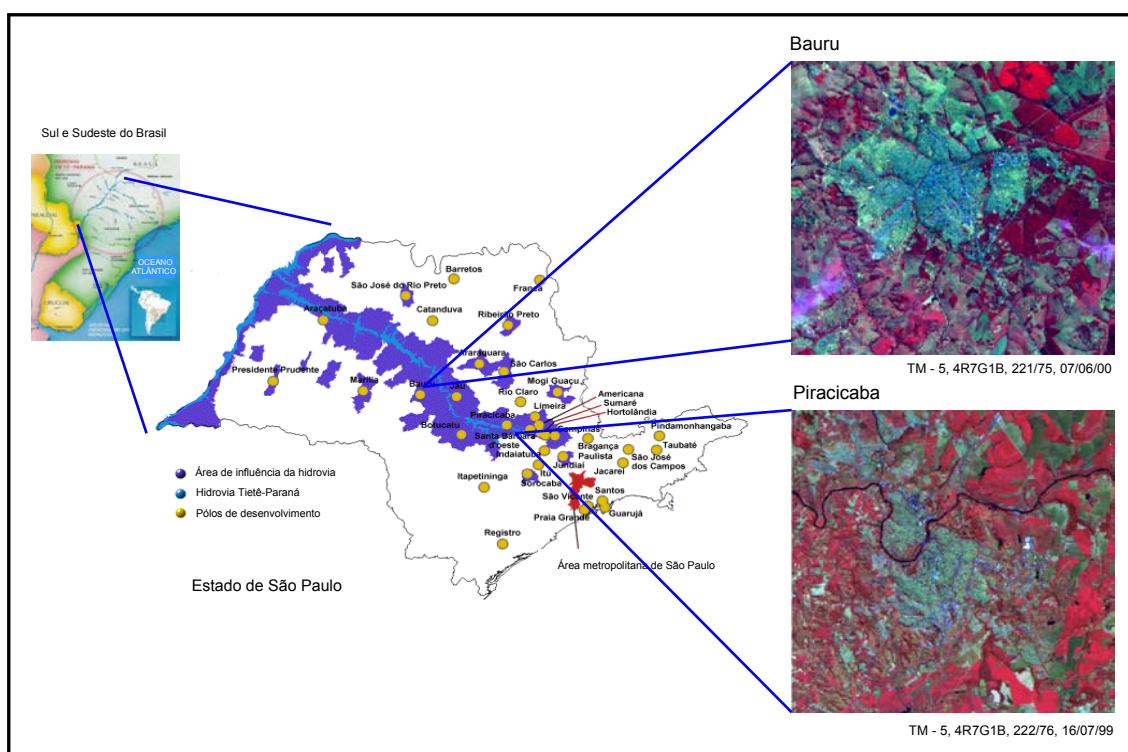 Bauru
Sul e Sudeste do Brasil
HIDROVIA
TIETÊ-PARANÁ
OCEANO
ATLÂNTICO
TM - 5, 4R7G1B, 221/75, 07/06/00
Piracicaba
Barretos
São José do Rio Preto
Franca
Araçatuba
Catanduva
Ribeirão Preto
Araraquara
São Carlos
Presidente Prudente
Marília
Bauru
Jaú
Mogi Guaçu
Rio Claro
Americana
Sumaré
Hortolândia
Limeira
Piracicaba
Botucatu
Santa Bárbara
d'oeste
Campinas
Pindamonhangaba
Bragança
Paulista
Taubaté
Indaiatuba
Jundiaí
São José
dos Campos
Jacareí
Itú
Sorocaba
Itapetininga
São Vicente
Santos
Guarujá
Praia Grande
Registro
Área de influência da hidrovia
Hidrovia Tietê-Paraná
Pólos de desenvolvimento
Área metropolitana de São Paulo
Estado de São Paulo
TM - 5, 4R7G1B, 222/76, 16/07/99